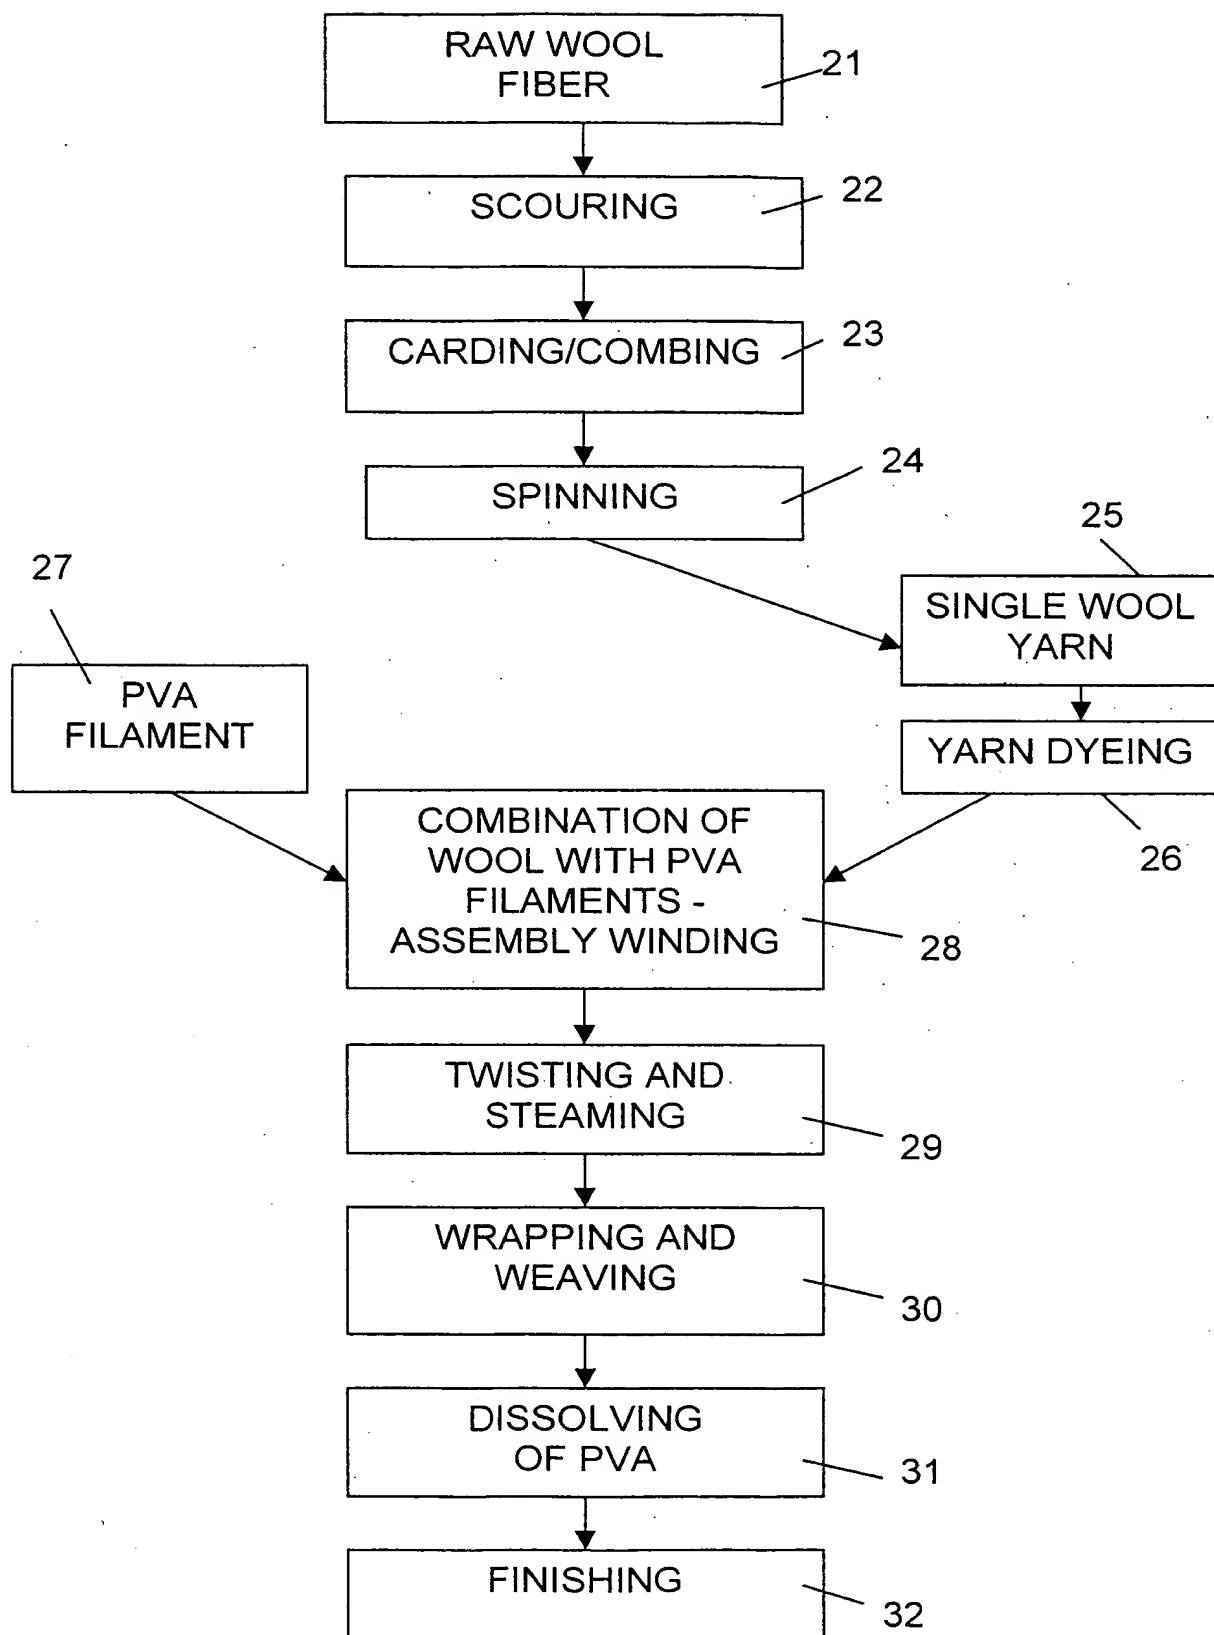 RAW WOOL
FIBER
21
SCOURING
22
CARDING/COMBING
23
SPINNING
24
25
SINGLE WOOL
YARN
27
PVA
FILAMENT
YARN DYEING
26
COMBINATION OF
WOOL WITH PVA
FILAMENTS -
ASSEMBLY WINDING
28
TWISTING AND
STEAMING
29
WRAPPING AND
WEAVING
30
DISSOLVING
OF PVA
31
FINISHING
32